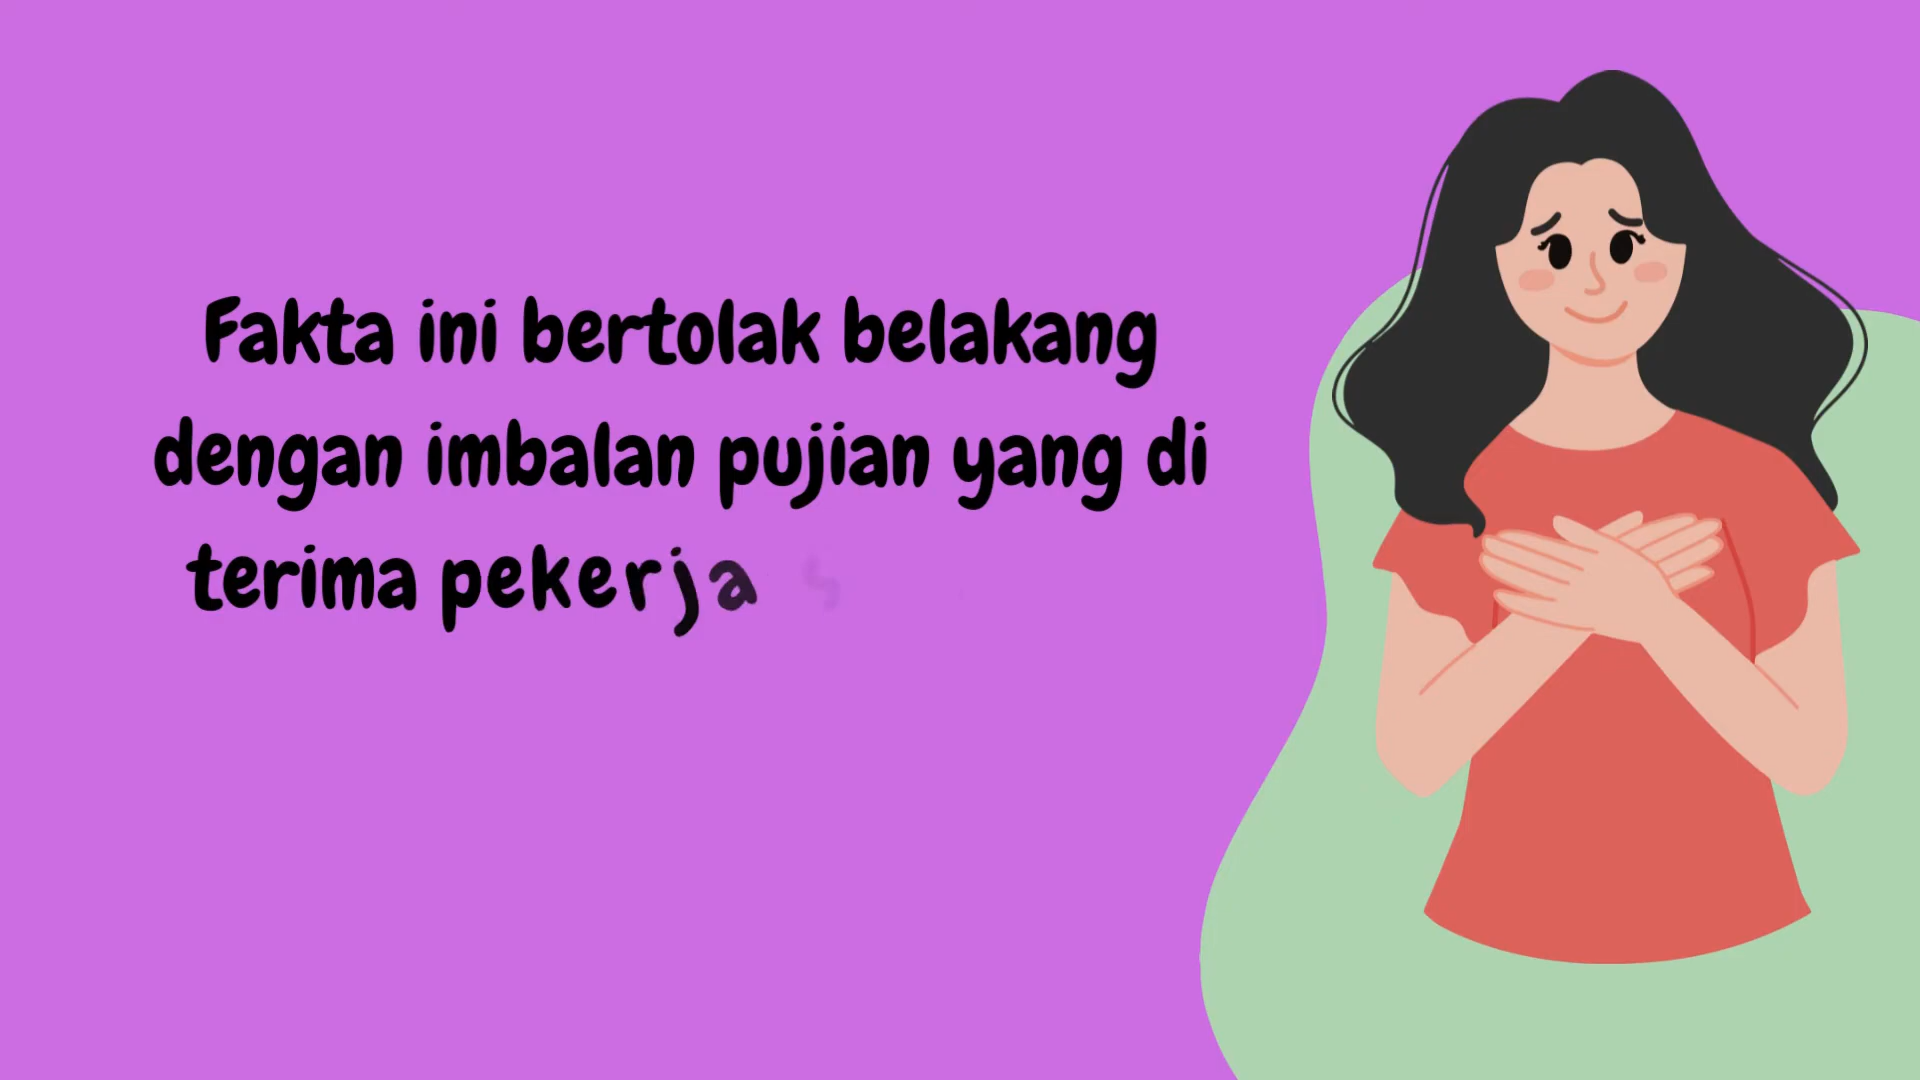 Fakta ini bertolak belakang
dengan imbalan pujian yang di
terima pekerja